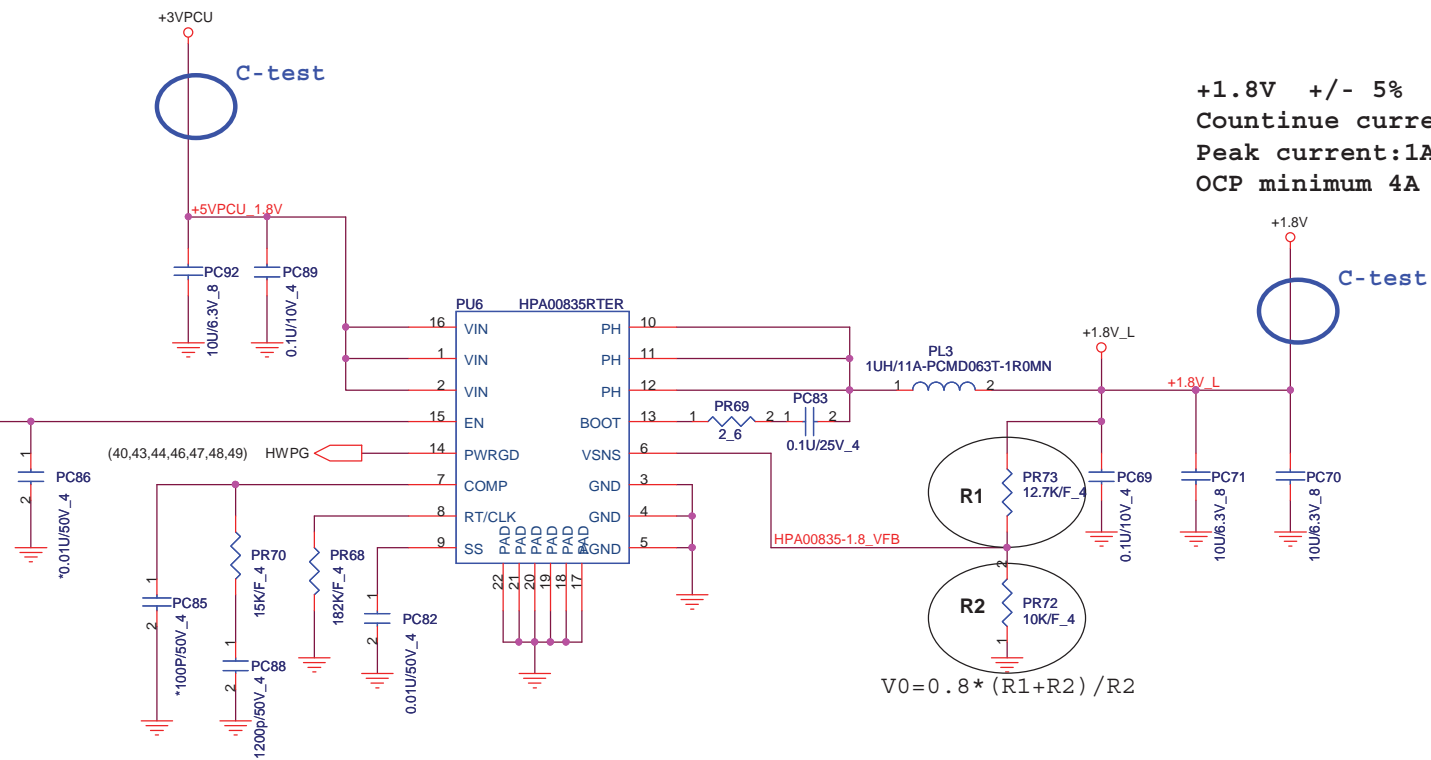 +3VPCU
C-test
+1.8V +/- 5%
Countinue curre
Peak current:1A
OCP minimum 4A
+5VPCU_1.8V
+1.8V
C-test
PC92
10U/6.3V_8
PC89
0.1U/10V_4
PU6 HPA00835RTER
16 VIN
1 VIN
2 VIN
15 EN
14 PWRGD
7 COMP
8 RT/CLK
9 SS
PH 10
PH 11
PH 12
BOOT 13
VSNS 6
GND 3
GND 4
AGND 5
PAD PAD PAD PAD PAD PAD
22 21 20 19 18 17
+1.8V_L
PL3
1UH/11A-PCMD063T-1R0MN
1 2
+1.8V_L
PR69
1 2
2_6
PC83
1 2
0.1U/25V_4
(40,43,44,46,47,48,49) HWPG
1
PC86
2
*0.01U/50V_4
R1
PR73
12.7K/F_4
PC69
0.1U/10V_4
PC71
10U/6.3V_8
PC70
10U/6.3V_8
HPA00835-1.8_VFB
PR70
15K/F_4
PR68
182K/F_4
1
PC85
2
*100P/50V_4
1
PC88
2
1200p/50V_4
1
PC82
2
0.01U/50V_4
2
R2
PR72
10K/F_4
1
V0=0.8*(R1+R2)/R2